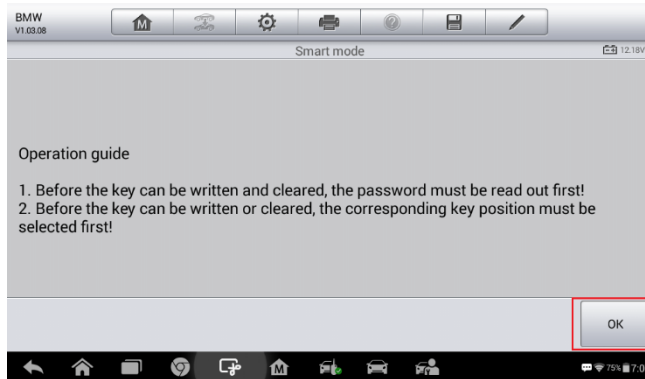 BMW
V1.03.08
Smart mode
12.18V
Operation guide
1. Before the key can be written and cleared, the password must be read out first!
2. Before the key can be written or cleared, the corresponding key position must be
selected first!
OK
75% 7:0